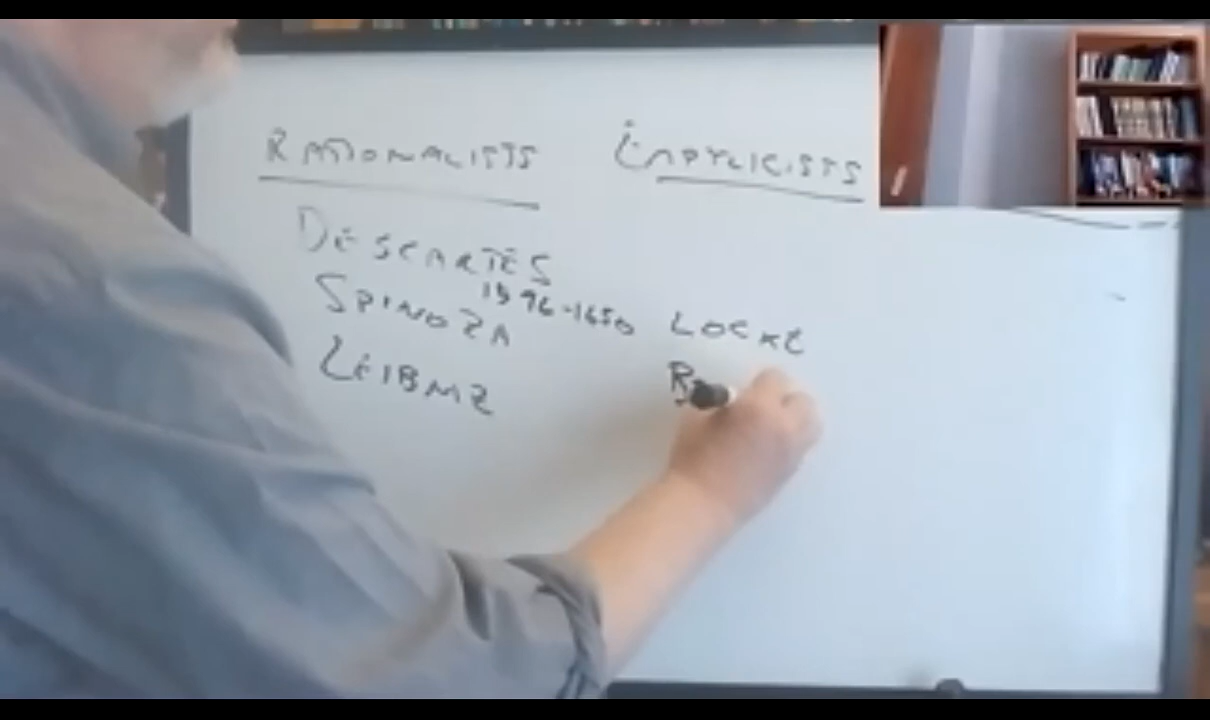 RATIONALISTS
EMPIRICISTS
DESCARTES
1596-1650
SPINOZA
LEIBNIZ
LOCKE